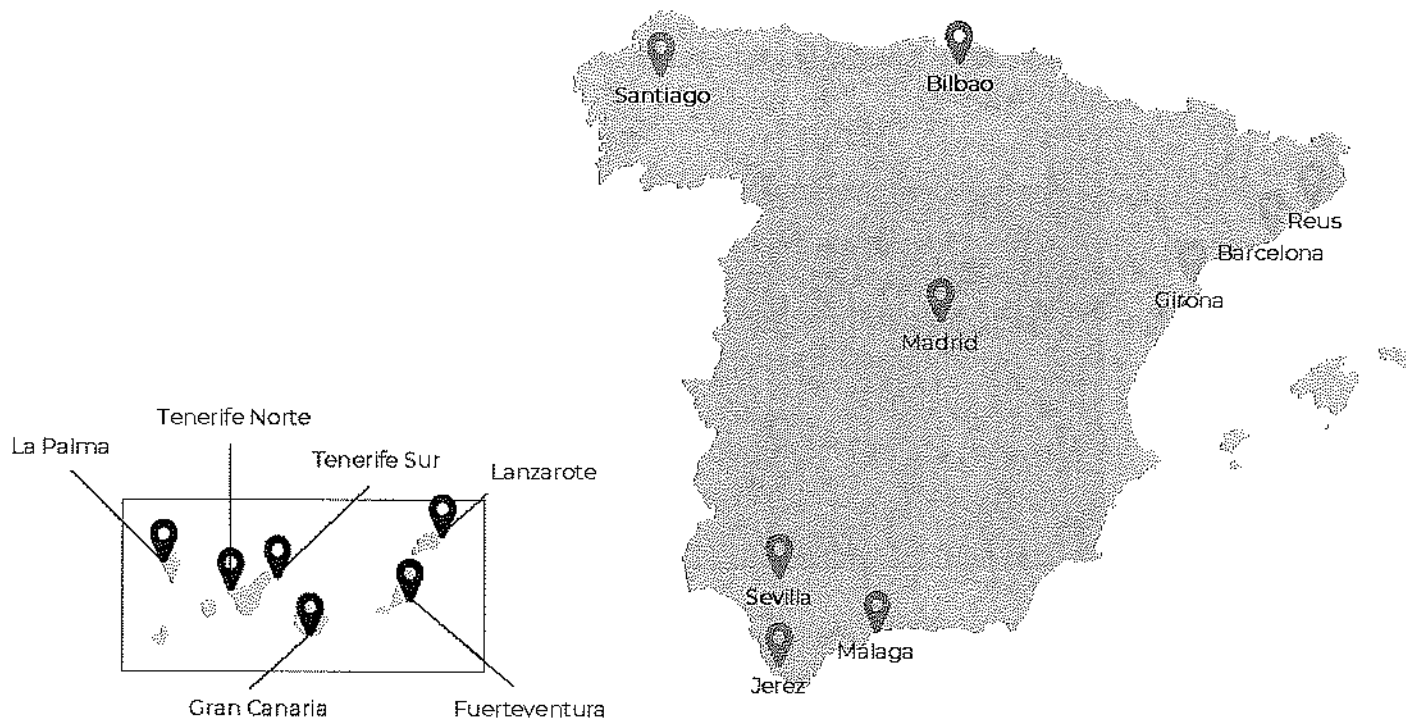 Santiago
Bilbao
Reus
Barcelona
Girona
Madrid
Tenerife Norte
La Palma
Tenerife Sur
Lanzarote
Sevilla
Málaga
Jerez
Gran Canaria
Fuerteventura